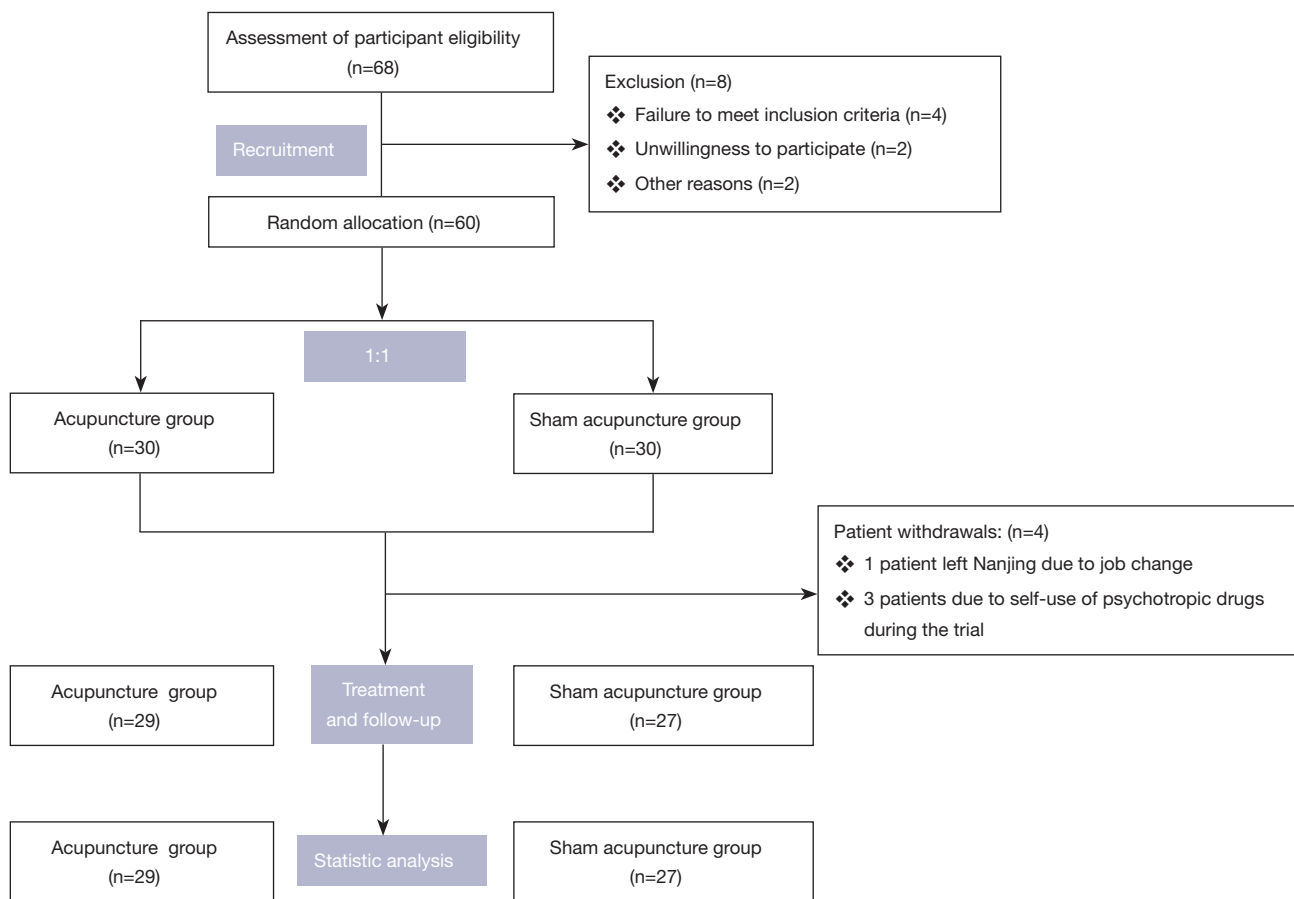 Assessment of participant eligibility
(n=68)
Exclusion (n=8)
❖ Failure to meet inclusion criteria (n=4)
❖ Unwillingness to participate (n=2)
❖ Other reasons (n=2)
Recruitment
Random allocation (n=60)
1:1
Acupuncture group
(n=30)
Sham acupuncture group
(n=30)
Patient withdrawals: (n=4)
❖ 1 patient left Nanjing due to job change
❖ 3 patients due to self-use of psychotropic drugs
during the trial
Acupuncture group
(n=29)
Treatment
and follow-up
Sham acupuncture group
(n=27)
Acupuncture group
(n=29)
Statistic analysis
Sham acupuncture group
(n=27)